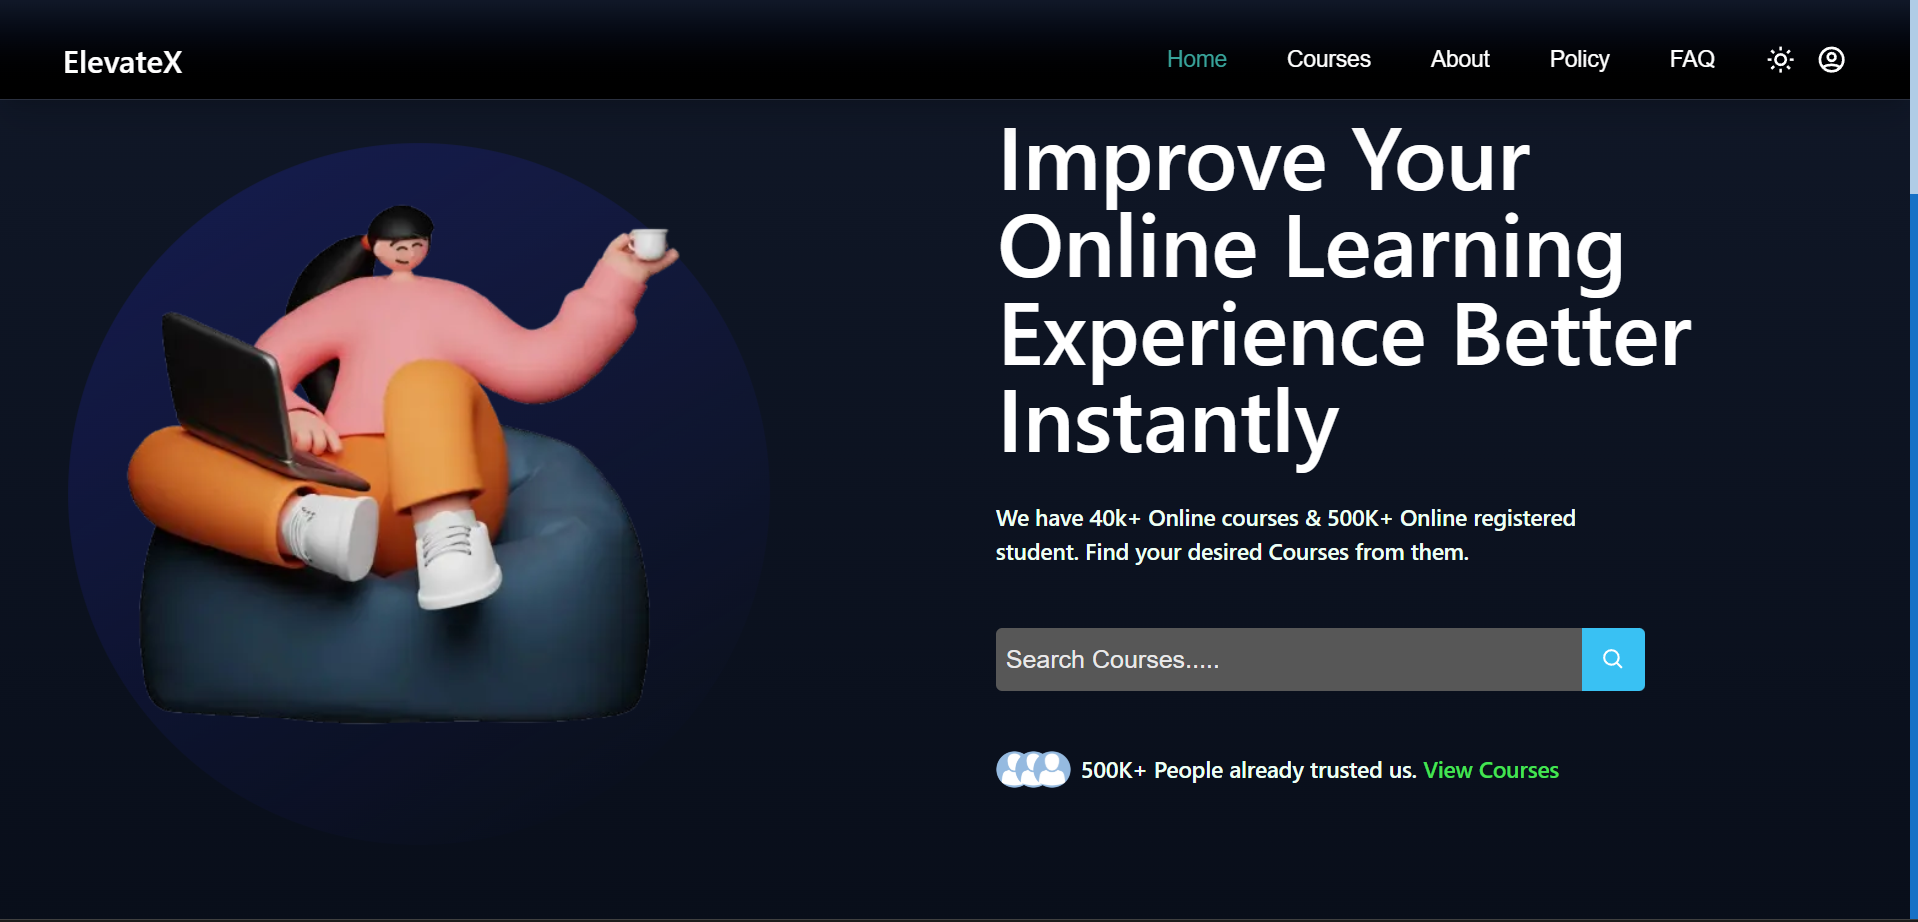 ElevateX
Home Courses About Policy FAQ
Improve Your
Online Learning
Experience Better
Instantly
We have 40k+ Online courses & 500K+ Online registered
student. Find your desired Courses from them.
Search Courses.....
500K+ People already trusted us. View Courses